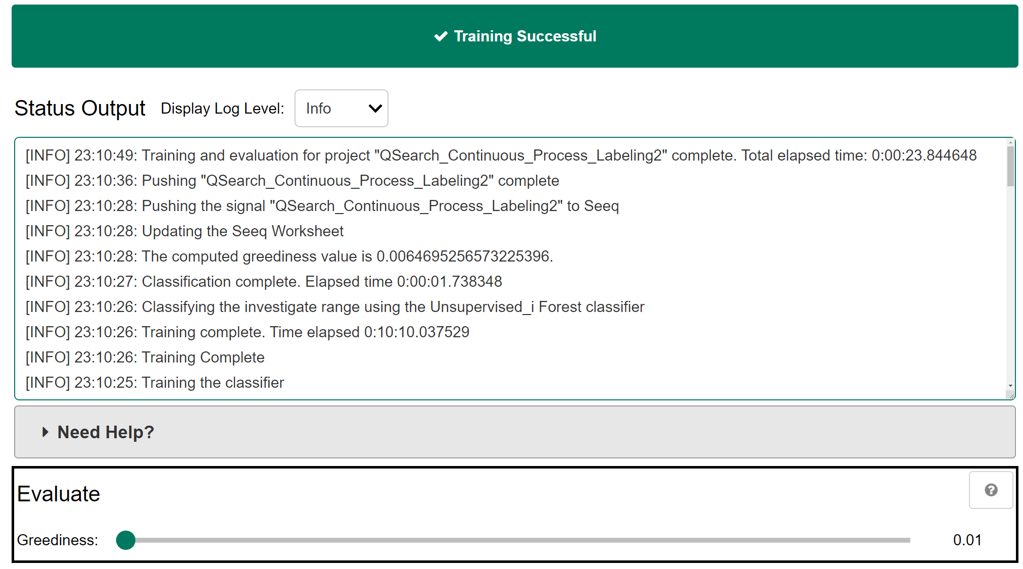 Training Successful
Status Output Display Log Level: Info
[INFO] 23:10:49: Training and evaluation for project "QSearch_Continuous_Process_Labeling2" complete. Total elapsed time: 0:00:23.844648
[INFO] 23:10:36: Pushing "QSearch_Continuous_Process_Labeling2" complete
[INFO] 23:10:28: Pushing the signal "QSearch_Continuous_Process_Labeling2" to Seeq
[INFO] 23:10:28: Updating the Seeq Worksheet
[INFO] 23:10:28: The computed greediness value is 0.0064695256573225396.
[INFO] 23:10:27: Classification complete. Elapsed time 0:00:01.738348
[INFO] 23:10:26: Classifying the investigate range using the Unsupervised_i Forest classifier
[INFO] 23:10:26: Training complete. Time elapsed 0:10:10.037529
[INFO] 23:10:26: Training Complete
[INFO] 23:10:25: Training the classifier
Need Help?
Evaluate ?
Greediness: 0.01